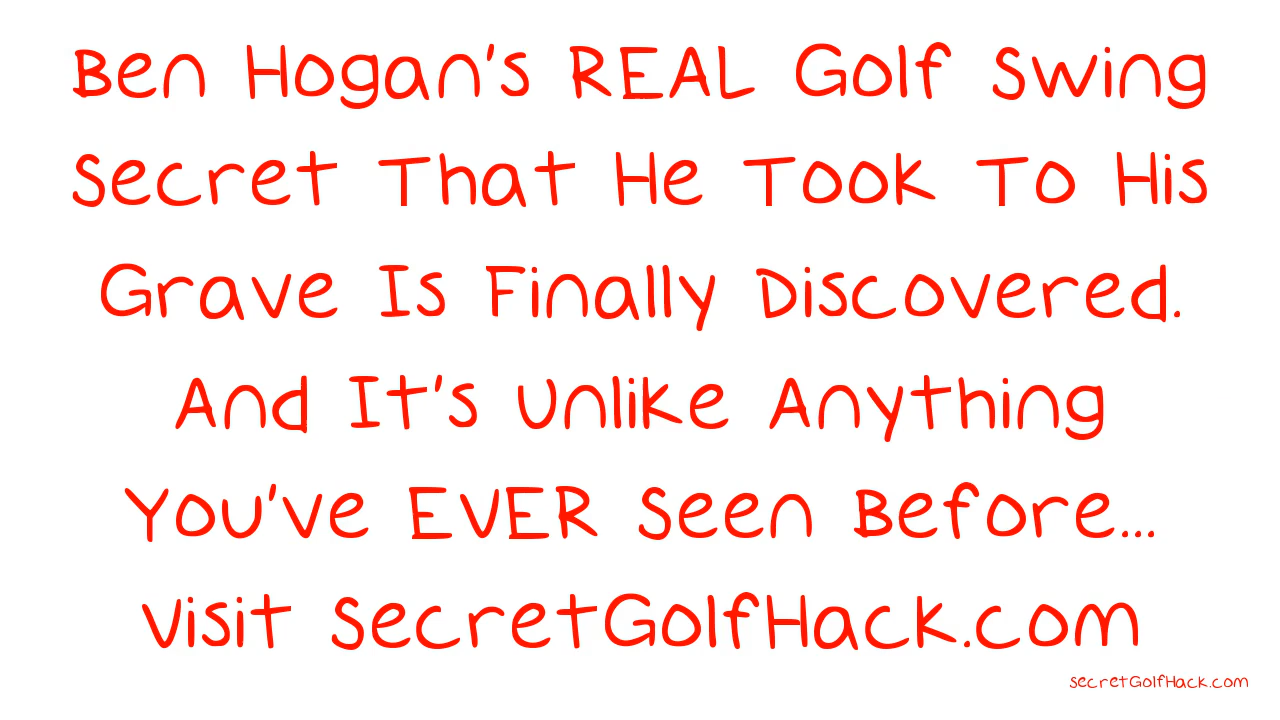 Ben Hogan's REAL Golf Swing
Secret That He Took To His
Grave Is Finally Discovered.
And It's Unlike Anything
You've EVER Seen Before...
Visit SecretGolfHack.com
SecretGolfHack.com